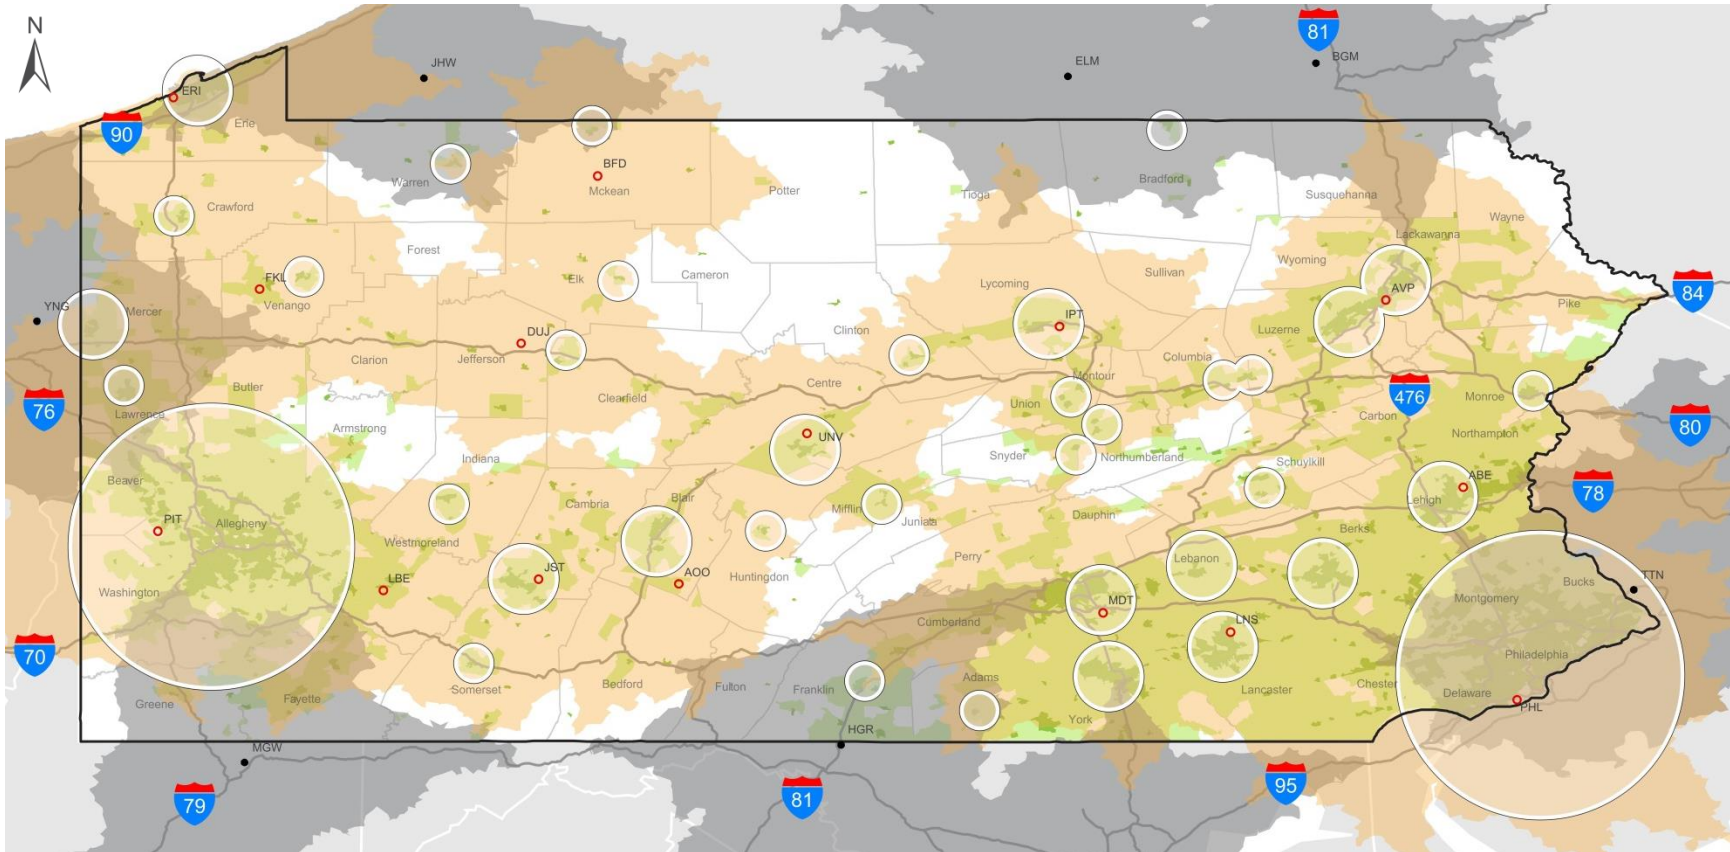 N
81
JHW
ELM
BGM
ERI
Erie
90
BFD
Mckean
Warren
Potter
Tioga
Bradford
Susquehanna
Wayne
Crawford
Lackawanna
Forest
Wyoming
FKL
Venango
Elk
Cameron
Lycoming
Sullivan
AVP
84
YNG
Mercer
IPT
Pike
DUJ
Jefferson
Clinton
Luzerne
Clarion
Columbia
Centre
Montour
Butler
Clearfield
Union
476
Monroe
76
Lawrence
Carbon
80
Armstrong
UNV
Northampton
Indiana
Snyder
Northumberland
Schuylkill
Beaver
ABE
78
Blair
Lehigh
Cambria
Mifflin
PIT
Allegheny
Juniata
Dauphin
Berks
Westmoreland
Perry
Lebanon
LBE
JST
AOO
Huntingdon
Bucks
TTN
Washington
MDT
Montgomery
Cumberland
LNS
70
Philadelphia
Adams
Greene
Fayette
Somerset
Bedford
Fulton
Franklin
Lancaster
Chester
Delaware
York
PHL
HGR
MGW
79
81
95